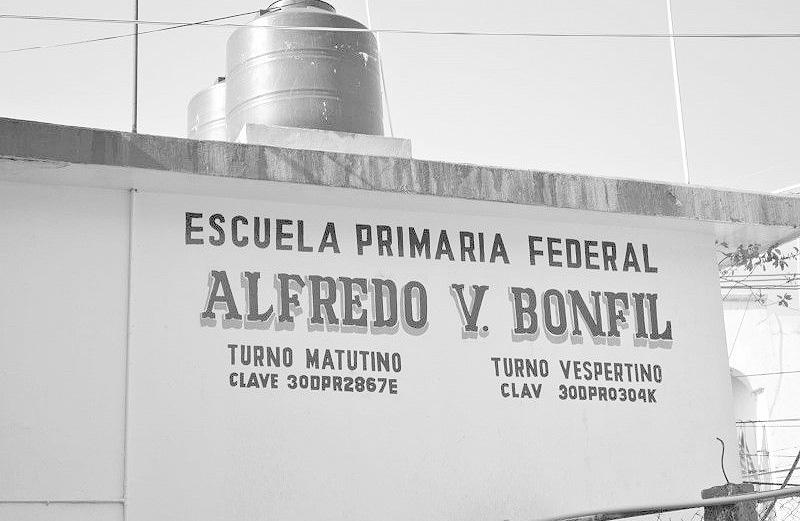 ESCUELA PRIMARIA FEDERAL
ALFREDO V. BONFIL
TURNO MATUTINO TURNO VESPERTINO
CLAVE 30DPR2867E CLAV 30DPR0304K